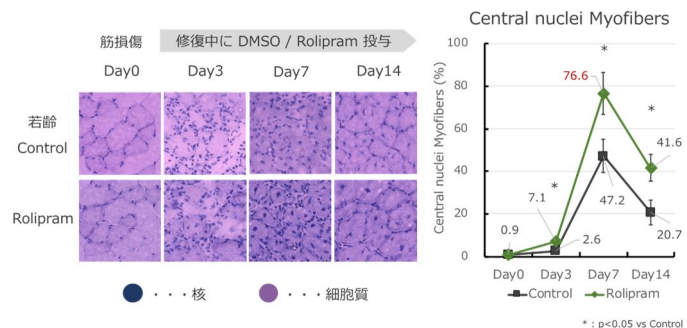 筋損傷
修復中に DMSO / Rolipram 投与
Day0 Day3 Day7 Day14
若齢
Control
Rolipram
・・・核
・・・細胞質
Central nuclei Myofibers
Central nuclei Myofibers (%)
100
80
60
40
20
0
0.9
7.1
2.6
76.6
47.2
41.6
20.7
*
*
*
Day0 Day3 Day7 Day14
Control Rolipram
* : p<0.05 vs Control